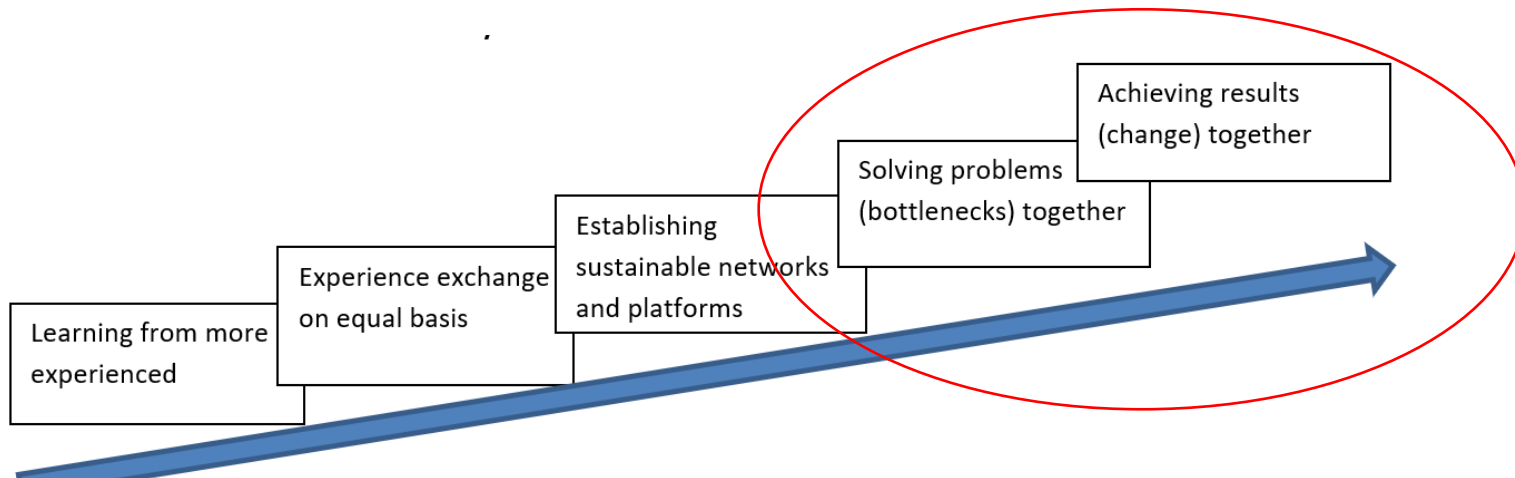 Learning from more
experienced
Experience exchange
on equal basis
Establishing
sustainable networks
and platforms
Solving problems
(bottlenecks) together
Achieving results
(change) together